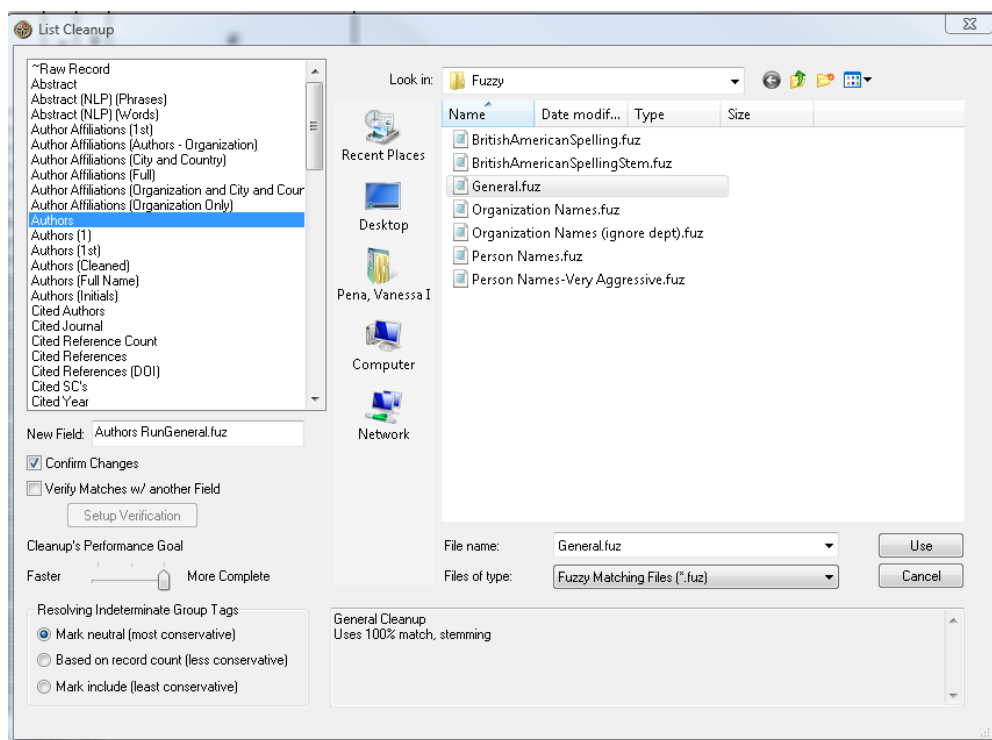 List Cleanup
~Raw Record
Abstract
Abstract (NLP) (Phrases)
Abstract (NLP) (Words)
Author Affiliations (1st)
Author Affiliations (Authors - Organization)
Author Affiliations (City and Country)
Author Affiliations (Full)
Author Affiliations (Organization and City and Cour
Author Affiliations (Organization Only)
Authors
Authors (1)
Authors (1st)
Authors (Cleaned)
Authors (Full Name)
Authors (Initials)
Cited Authors
Cited Journal
Cited Reference Count
Cited References
Cited References (DOI)
Cited SC's
Cited Year
New Field: Authors RunGeneral.fuz
Confirm Changes
Verify Matches w/ another Field
Setup Verification
Cleanup's Performance Goal
Faster More Complete
Resolving Indeterminate Group Tags
Mark neutral (most conservative)
Based on record count (less conservative)
Mark include (least conservative)
Look in: Fuzzy
Recent Places
Desktop
Pena, Vanessa I
Computer
Network
Name Date modif... Type Size
BritishAmericanSpelling.fuz
BritishAmericanSpellingStem.fuz
General.fuz
Organization Names.fuz
Organization Names (ignore dept).fuz
Person Names.fuz
Person Names-Very Aggressive.fuz
File name: General.fuz Use
Files of type: Fuzzy Matching Files (*.fuz) Cancel
General Cleanup
Uses 100% match, stemming